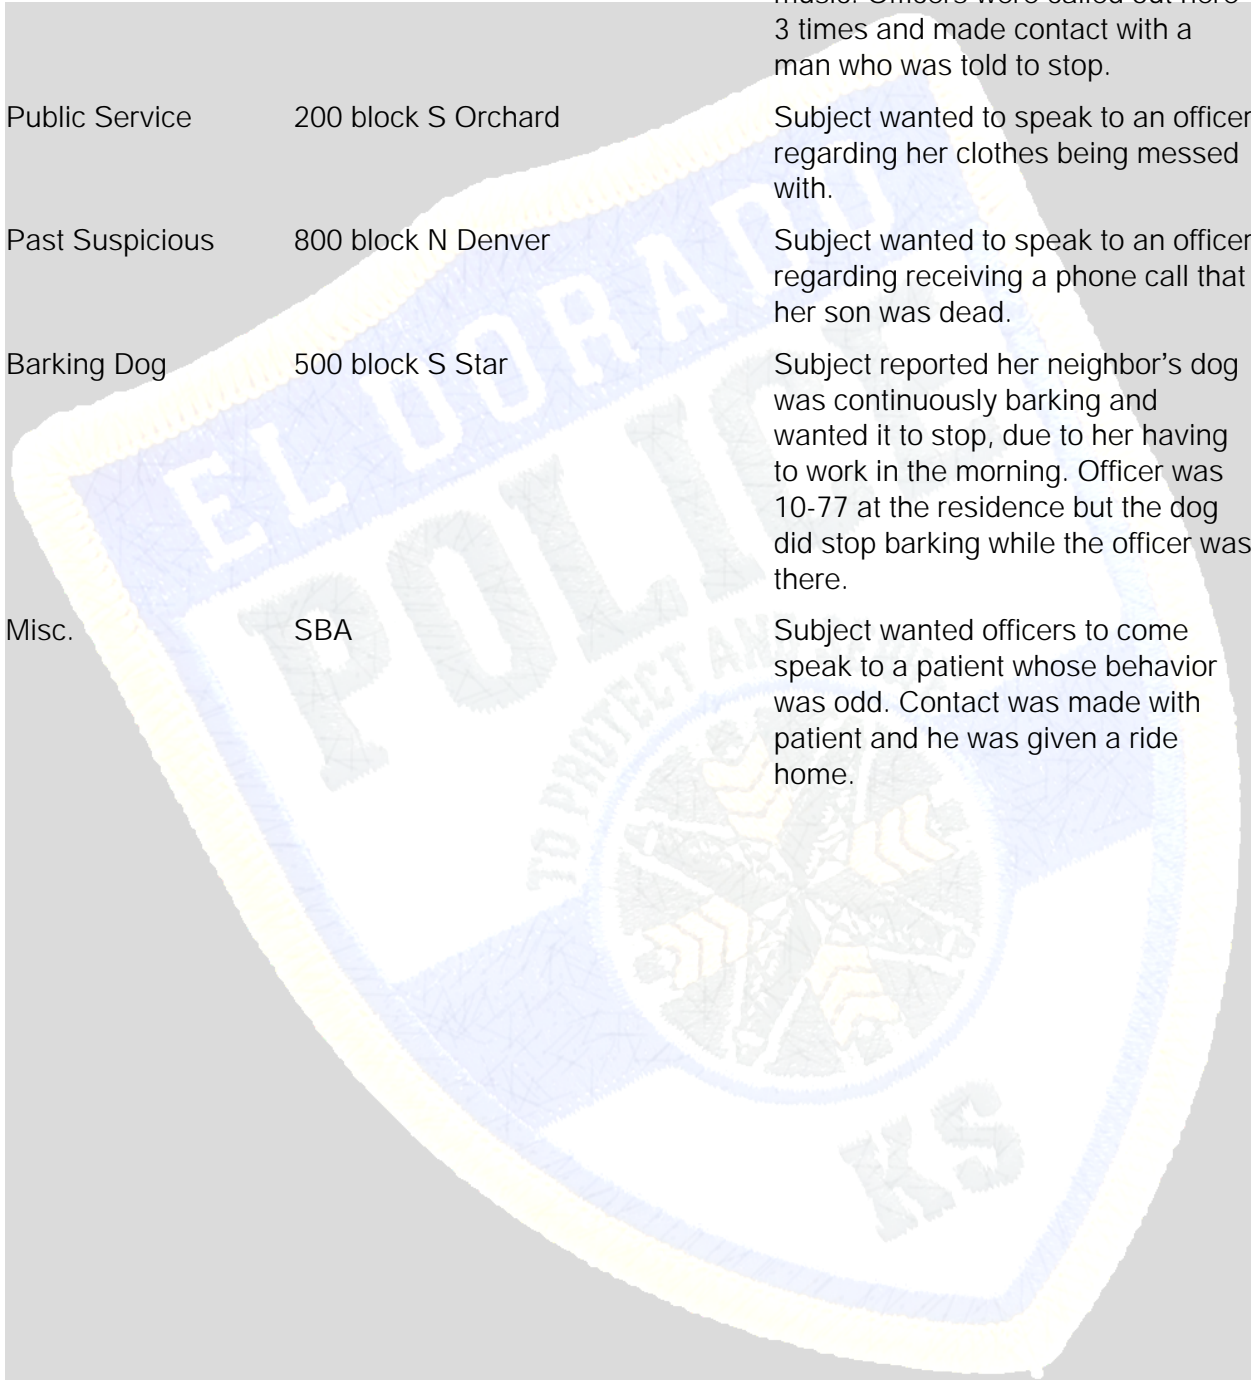 music. Officers were called out here
3 times and made contact with a
man who was told to stop.
Public Service 200 block S Orchard Subject wanted to speak to an officer
regarding her clothes being messed
with.
Past Suspicious 800 block N Denver Subject wanted to speak to an officer
regarding receiving a phone call that
her son was dead.
Barking Dog 500 block S Star Subject reported her neighbor's dog
was continuously barking and
wanted it to stop, due to her having
to work in the morning. Officer was
10-77 at the residence but the dog
did stop barking while the officer was
there.
Misc. SBA Subject wanted officers to come
speak to a patient whose behavior
was odd. Contact was made with
patient and he was given a ride
home.
EL DORADO
POLICE
TO PROTECT AND
KS